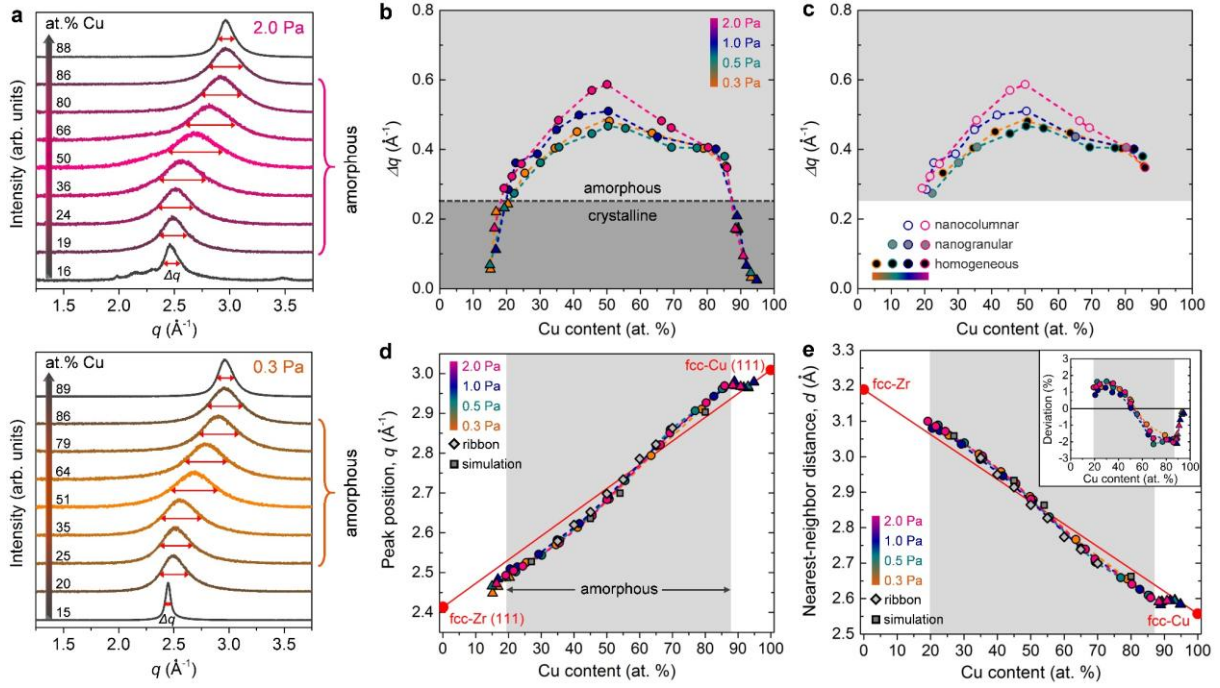 a
at.% Cu
2.0 Pa
88
86
80
66
50
36
24
19
16
Δq
amorphous
Intensity (arb. units)
1.5 2.0 2.5 3.0 3.5
q (Å⁻¹)
at.% Cu
0.3 Pa
89
86
79
64
51
35
25
20
15
Δq
amorphous
Intensity (arb. units)
1.5 2.0 2.5 3.0 3.5
q (Å⁻¹)
b
2.0 Pa
1.0 Pa
0.5 Pa
0.3 Pa
amorphous
crystalline
Δq (Å⁻¹)
0.8
0.6
0.4
0.2
0.0
0 10 20 30 40 50 60 70 80 90 100
Cu content (at. %)
c
nanocolumnar
nanogranular
homogeneous
Δq (Å⁻¹)
0.8
0.6
0.4
0.2
0.0
0 10 20 30 40 50 60 70 80 90 100
Cu content (at. %)
d
2.0 Pa
1.0 Pa
0.5 Pa
0.3 Pa
ribbon
simulation
fcc-Cu (111)
fcc-Zr (111)
amorphous
Peak position, q (Å⁻¹)
3.0
2.9
2.8
2.7
2.6
2.5
2.4
0 10 20 30 40 50 60 70 80 90 100
Cu content (at. %)
e
fcc-Zr
fcc-Cu
2.0 Pa
1.0 Pa
0.5 Pa
0.3 Pa
ribbon
simulation
Nearest-neighbor distance, d (Å)
3.3
3.2
3.1
3.0
2.9
2.8
2.7
2.6
2.5
0 10 20 30 40 50 60 70 80 90 100
Cu content (at. %)
Deviation (%)
3
2
1
0
-1
-2
-3
0 20 40 60 80 100
Cu content (at. %)